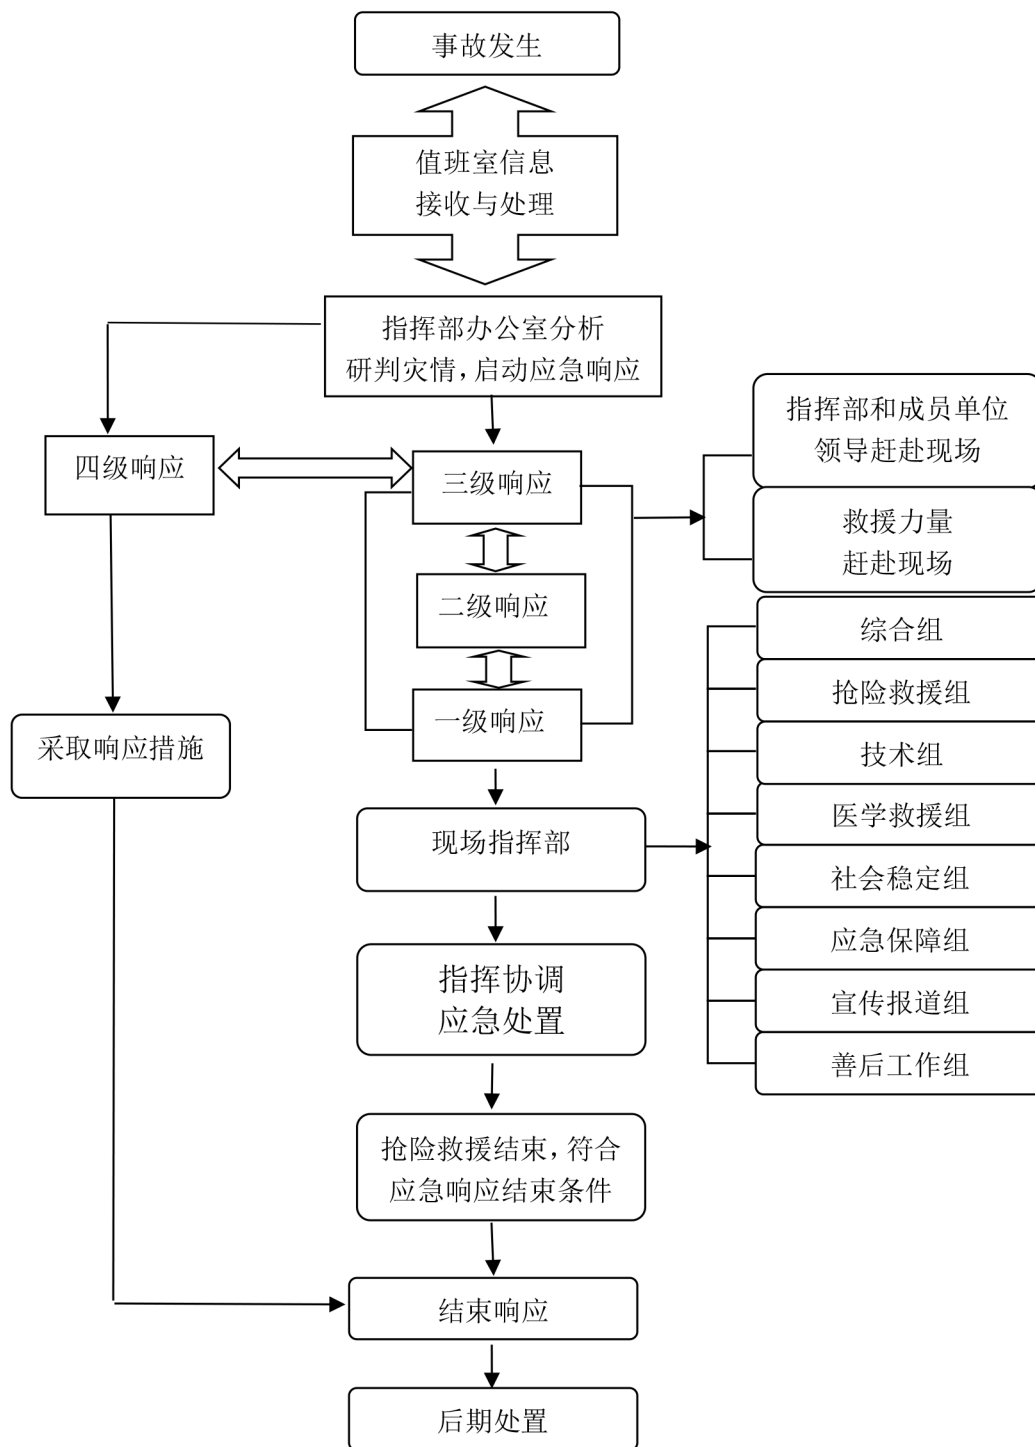 事故发生
值班室信息
接收与处理
指挥部办公室分析
研判灾情，启动应急响应
四级响应
三级响应
二级响应
一级响应
指挥部和成员单位
领导赶赴现场
救援力量
赶赴现场
采取响应措施
现场指挥部
综合组
抢险救援组
技术组
医学救援组
社会稳定组
应急保障组
宣传报道组
善后工作组
指挥协调
应急处置
抢险救援结束，符合
应急响应结束条件
结束响应
后期处置